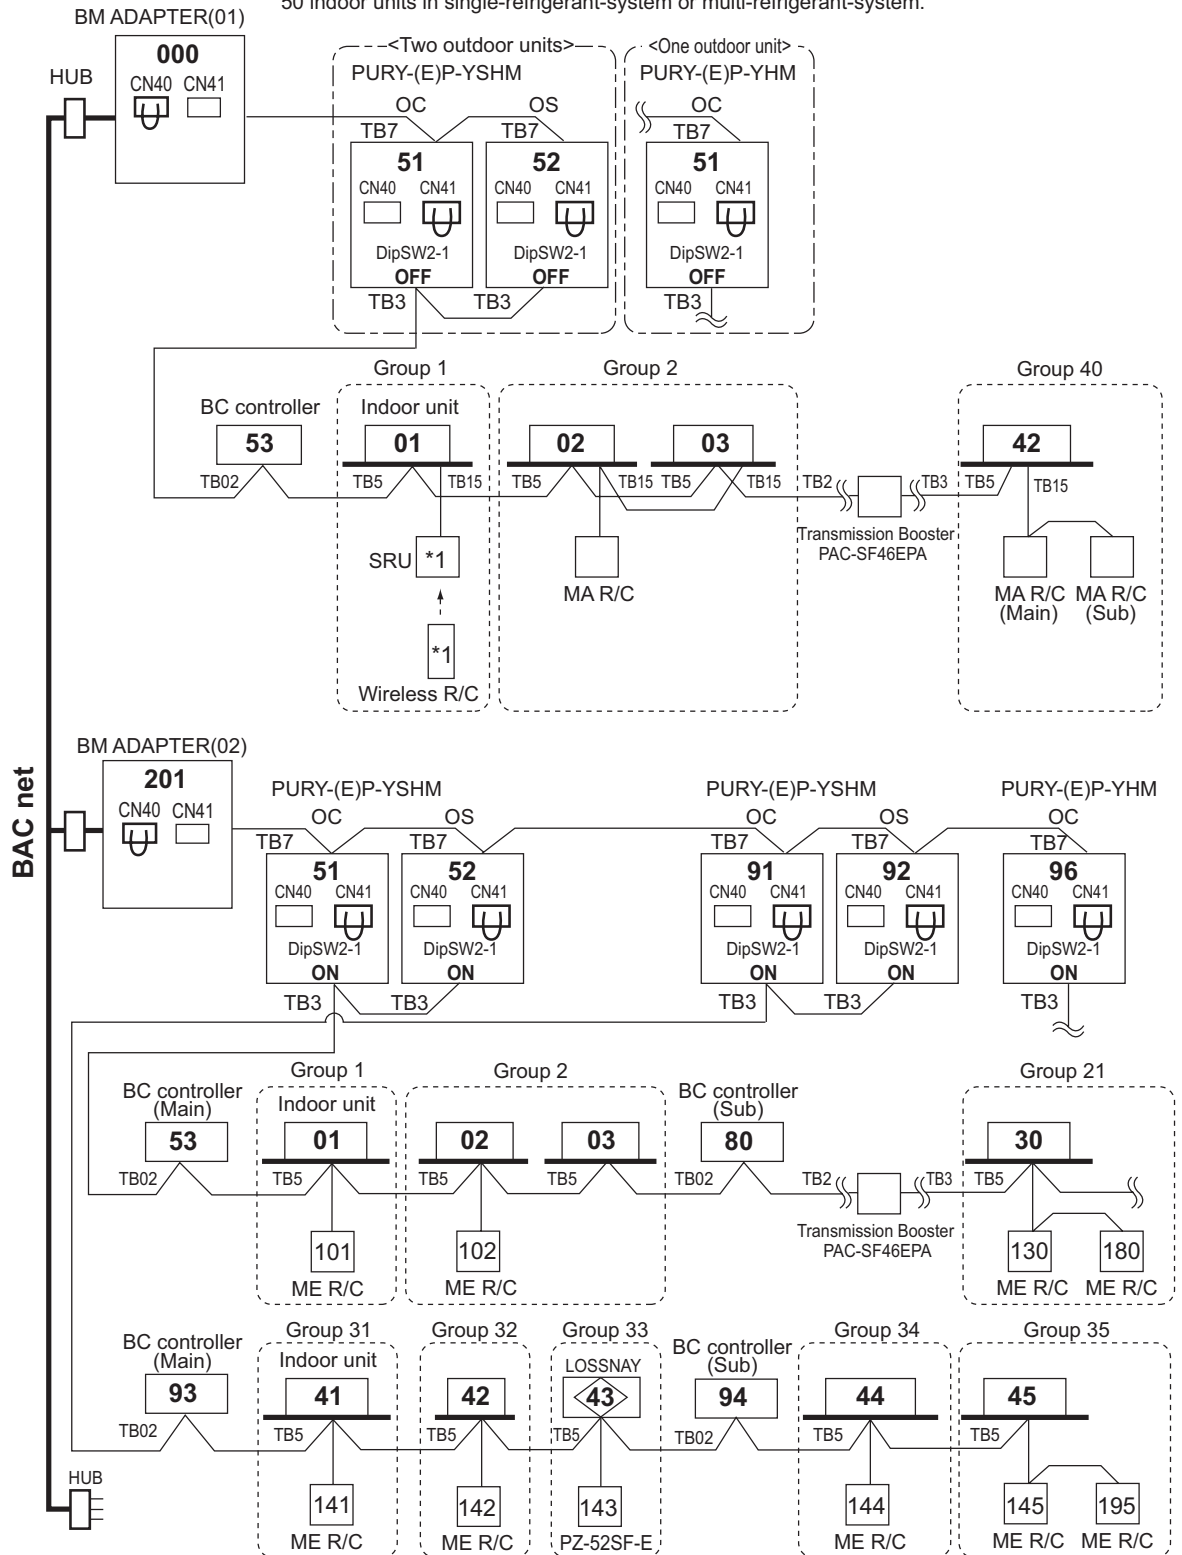 50 indoor units in single-refrigerant-system or multi-refrigerant-system.
BM ADAPTER(01)
000
CN40 CN41
HUB
<Two outdoor units>
PURY-(E)P-YSHM
OC OS
TB7 TB7
51 52
CN40 CN41 CN40 CN41
DipSW2-1 DipSW2-1
OFF OFF
TB3 TB3
<One outdoor unit>
PURY-(E)P-YHM
OC
TB7
51
CN40 CN41
DipSW2-1
OFF
TB3
Group 1
Group 2
Group 40
BC controller
Indoor unit
53 01 02 03 42
TB02 TB5 TB15 TB5 TB15 TB5 TB15 TB2 TB3 TB5 TB15
Transmission Booster
PAC-SF46EPA
SRU *1
*1
Wireless R/C
MA R/C
MA R/C
(Main)
MA R/C
(Sub)
BAC net
BM ADAPTER(02)
201
CN40 CN41
PURY-(E)P-YSHM
OC OS
TB7 TB7
51 52
CN40 CN41 CN40 CN41
DipSW2-1 DipSW2-1
ON ON
TB3 TB3
PURY-(E)P-YSHM
OC OS
TB7 TB7
91 92
CN40 CN41 CN40 CN41
DipSW2-1 DipSW2-1
ON ON
TB3 TB3
PURY-(E)P-YHM
OC
TB7
96
CN40 CN41
DipSW2-1
ON
TB3
Group 1
Group 2
Group 21
BC controller
(Main)
Indoor unit
BC controller
(Sub)
53 01 02 03 80 30
TB02 TB5 TB5 TB5 TB02 TB2 TB3 TB5
Transmission Booster
PAC-SF46EPA
101
ME R/C
102
ME R/C
130
ME R/C
180
ME R/C
Group 31
Group 32
Group 33
Group 34
Group 35
BC controller
(Main)
Indoor unit
LOSSNAY
BC controller
(Sub)
93 41 42 43 94 44 45
TB02 TB5 TB5 TB5 TB02 TB5 TB5
HUB
141
ME R/C
142
ME R/C
143
PZ-52SF-E
144
ME R/C
145
ME R/C
195
ME R/C